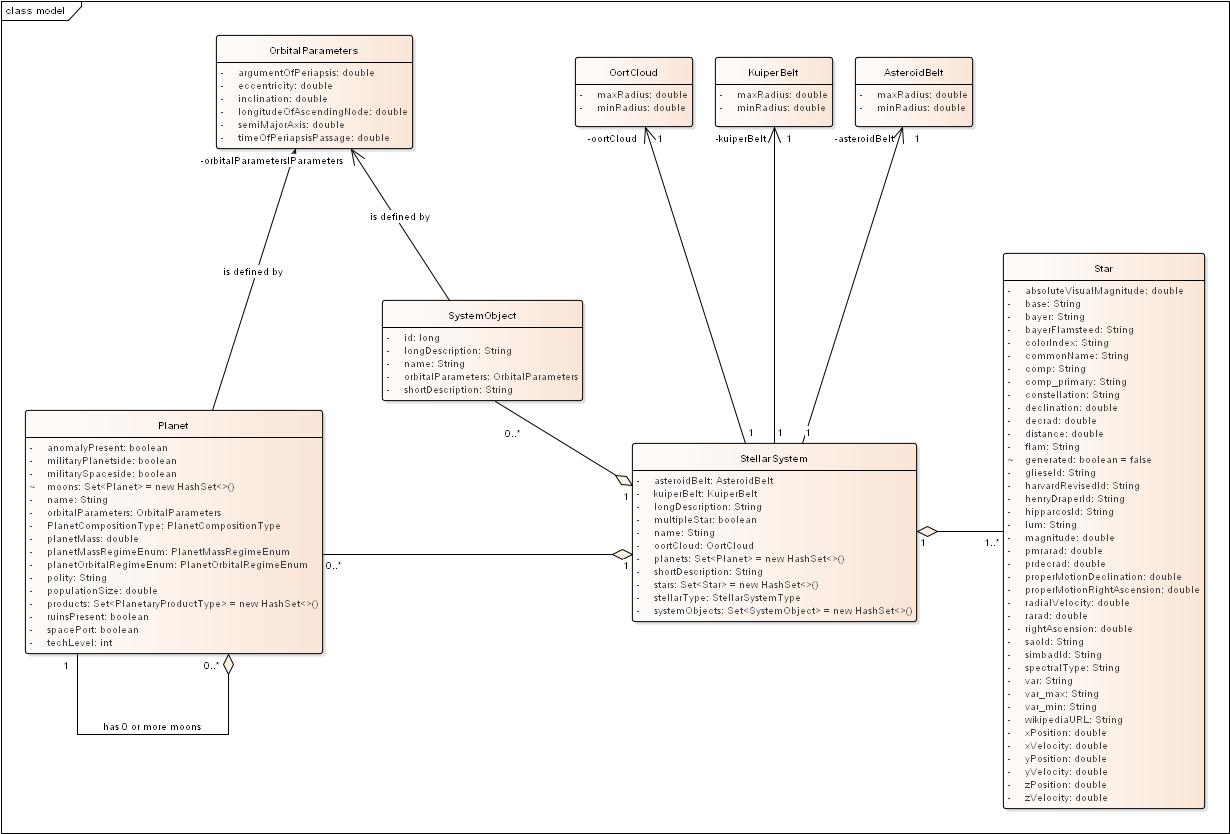 class model
OrbitalParameters
- argumentOfPeriapsis: double
- eccentricity: double
- inclination: double
- longitudeOfAscendingNode: double
- semiMajorAxis: double
- timeOfPeriapsisPassage: double
OortCloud
- maxRadius: double
- minRadius: double
KuiperBelt
- maxRadius: double
- minRadius: double
AsteroidBelt
- maxRadius: double
- minRadius: double
-oortCloud 1
-kuiperBelt 1
-asteroidBelt 1
is defined by
is defined by
SystemObject
- id: long
- longDescription: String
- name: String
- orbitalParameters: OrbitalParameters
- shortDescription: String
0..*
1
Planet
- anomalyPresent: boolean
- militaryPlanetside: boolean
- militarySpaceside: boolean
~ moons: Set<Planet> = new HashSet<>()
- name: String
- orbitalParameters: OrbitalParameters
- PlanetCompositionType: PlanetCompositionType
- planetMass: double
- planetMassRegimeEnum: PlanetMassRegimeEnum
- planetOrbitalRegimeEnum: PlanetOrbitalRegimeEnum
- polity: String
- populationSize: double
- products: Set<PlanetaryProductType> = new HashSet<>()
- ruinsPresent: boolean
- spacePort: boolean
- techLevel: int
1
0..*
has 0 or more moons
0..*
1
1
1
1
StellarSystem
- asteroidBelt: AsteroidBelt
- kuiperBelt: KuiperBelt
- longDescription: String
- multipleStar: boolean
- name: String
- oortCloud: OortCloud
- planets: Set<Planet> = new HashSet<>()
- shortDescription: String
- stars: Set<Star> = new HashSet<>()
- stellarType: StellarSystemType
- systemObjects: Set<SystemObject> = new HashSet<>()
1
1..*
Star
- absoluteVisualMagnitude: double
- base: String
- bayer: String
- bayerFlamsteed: String
- colorIndex: String
- commonName: String
- comp: String
- comp_primary: String
- constellation: String
- declination: double
- decrad: double
- distance: double
- flam: String
~ generated: boolean = false
- glieseId: String
- harvardRevisedId: String
- henryDraperId: String
- hipparcosId: String
- lum: String
- magnitude: double
- pmrarad: double
- prdecrad: double
- properMotionDeclination: double
- properMotionRightAscension: double
- radialVelocity: double
- rarad: double
- rightAscension: double
- saoId: String
- simbadId: String
- spectralType: String
- var: String
- var_max: String
- var_min: String
- wikipediaURL: String
- xPosition: double
- xVelocity: double
- yPosition: double
- yVelocity: double
- zPosition: double
- zVelocity: double